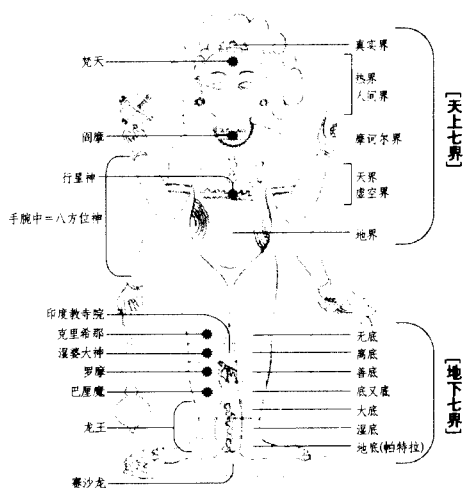 梵天
阎摩
行星神
手腕中=八方位神
印度教寺院
克里希那
湿婆大神
罗摩
巴厘魔
龙王
塞沙龙
真实界
热界
人间界
摩诃尔界
天界
虚空界
地界
[天上七界]
无底
离底
善底
底又底
大底
湿底
地底(帕特拉)
[地下七界]